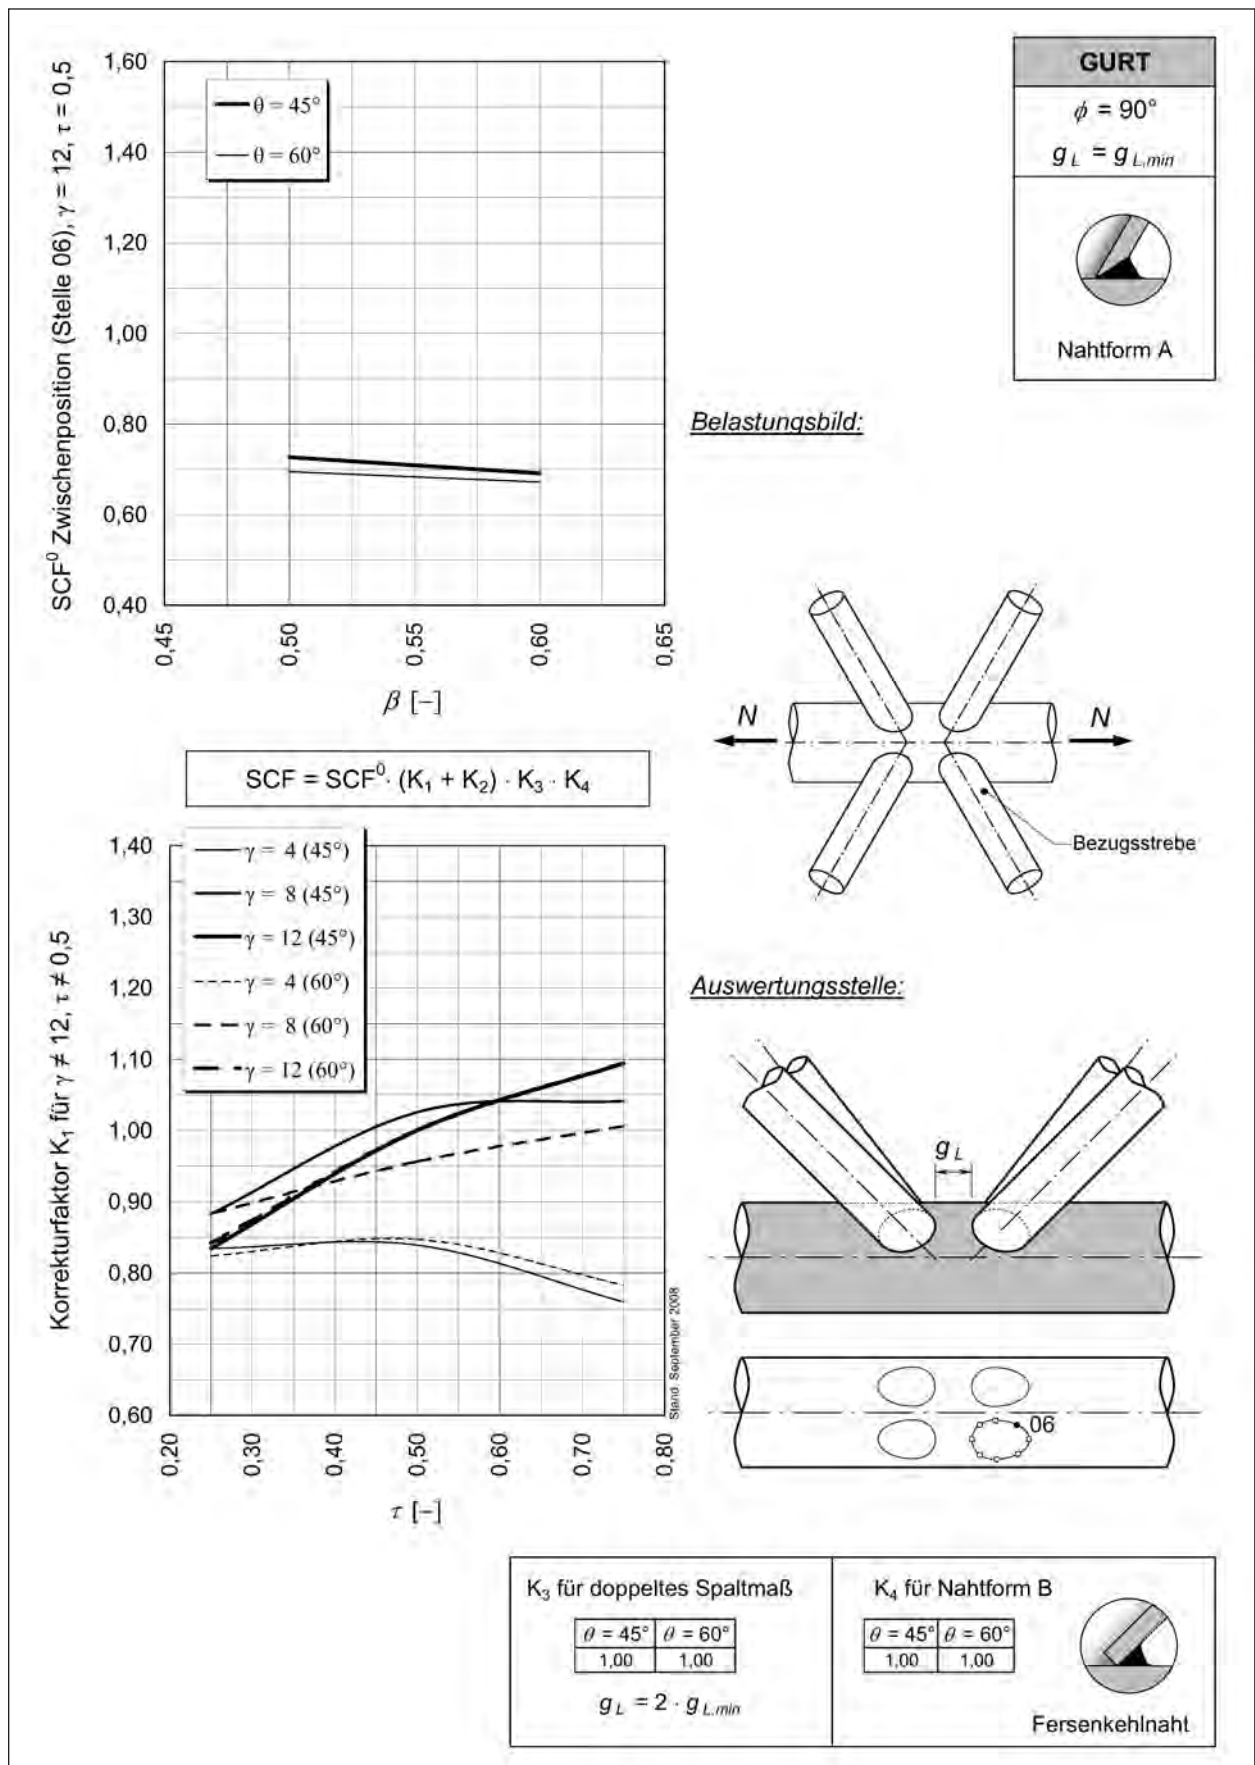 SCF⁰ Zwischenposition (Stelle 06), γ = 12, τ = 0,5
1,60
1,40
1,20
1,00
0.80
0,60
0,40
θ = 45°
θ = 60°
0,45
0,50
0,55
0,60
0,65
β [−]
GURT
ϕ = 90°
g L = g L,min
Nahtform A
Belastungsbild:
N
N
Bezugsstrebe
SCF = SCF⁰ · (K₁ + K₂) · K₃ · K₄
Korrekturfaktor K₁ für γ ≠ 12, τ ≠ 0,5
1,40
1,30
1,20
1,10
1,00
0,90
0,80
0,70
0,60
γ = 4 (45°)
γ = 8 (45°)
γ = 12 (45°)
γ = 4 (60°)
γ = 8 (60°)
γ = 12 (60°)
0,20
0,30
0,40
0,50
0,60
0,70
0,80
τ [−]
Stand: September 2008
Auswertungsstelle:
g L
06
K₃ für doppeltes Spaltmaß
θ = 45° θ = 60°
1,00 1,00
g L = 2 · g L,min
K₄ für Nahtform B
θ = 45° θ = 60°
1,00 1,00
Fersenkehlnaht